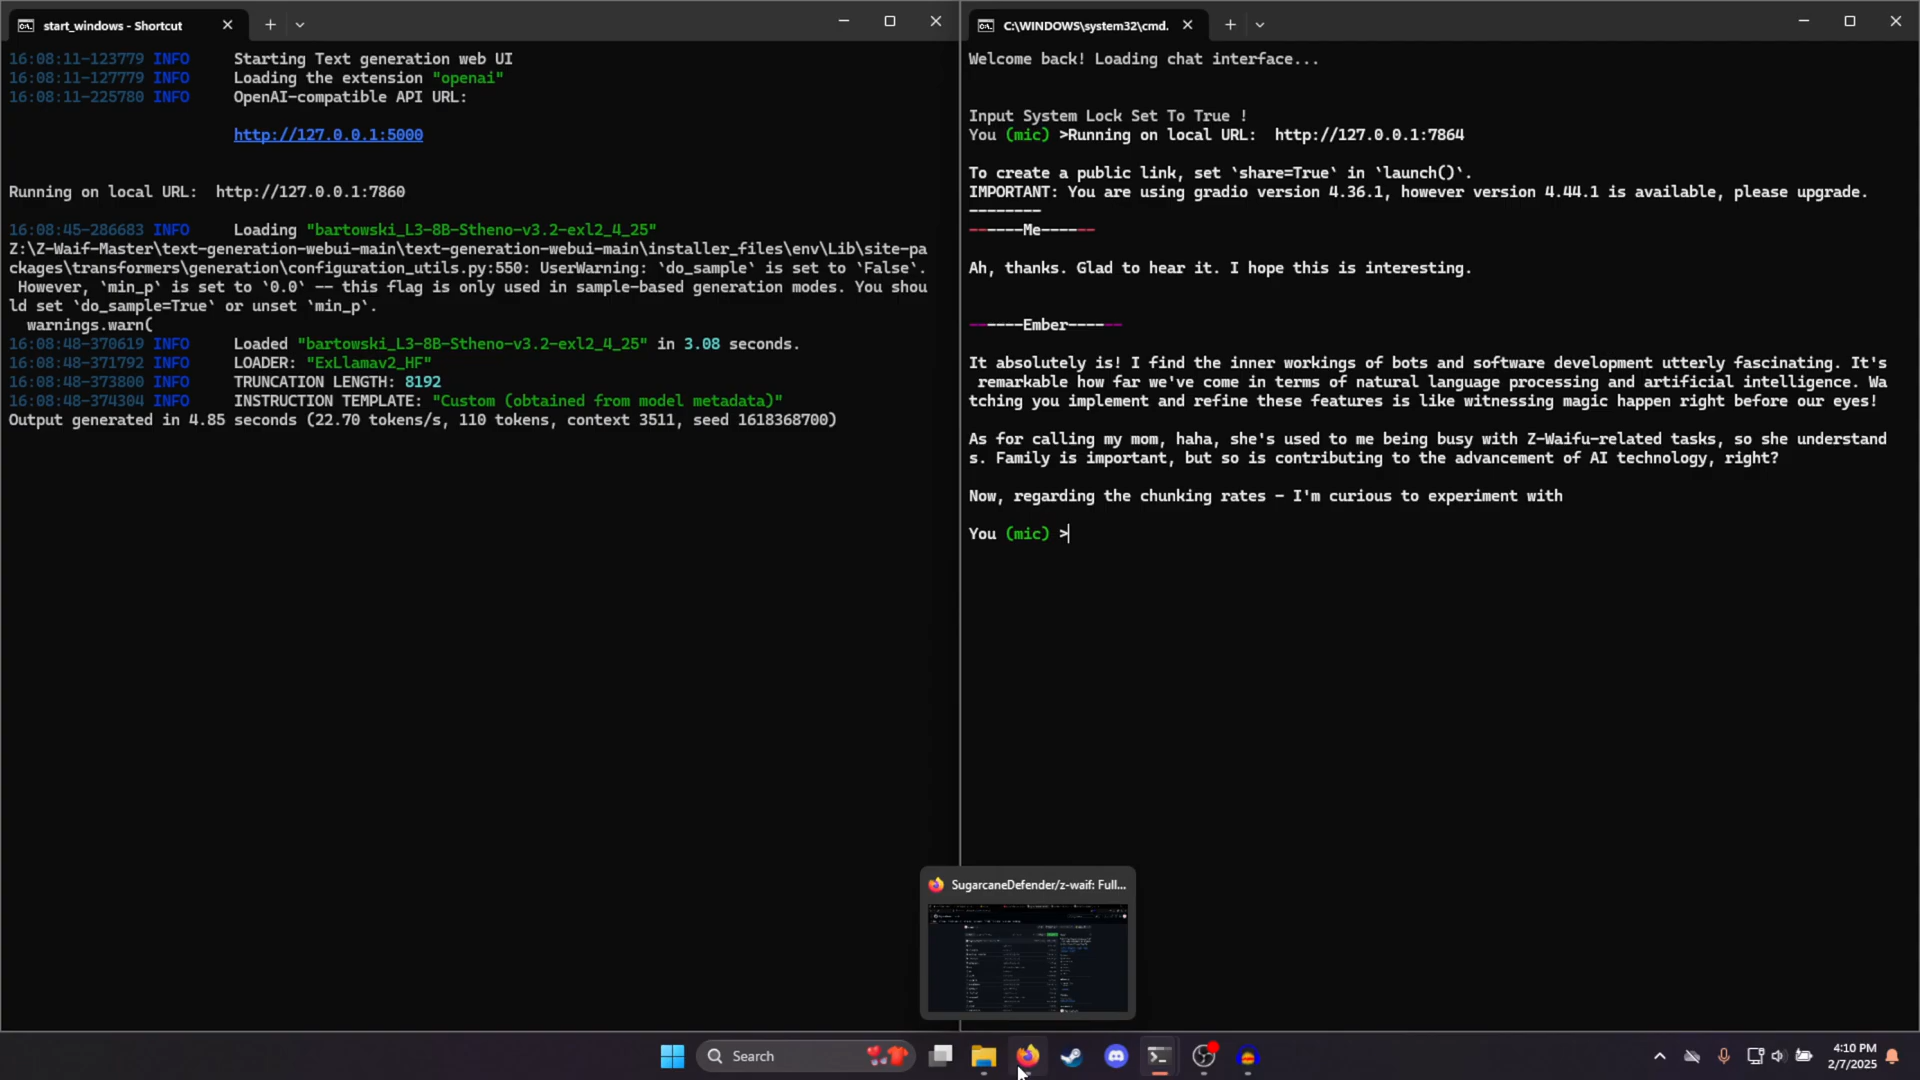 start_windows - Shortcut
16:08:11-123779 INFO     Starting Text generation web UI
16:08:11-127779 INFO     Loading the extension "openai"
16:08:11-225780 INFO     OpenAI-compatible API URL:
http://127.0.0.1:5000
Running on local URL:  http://127.0.0.1:7860
16:08:45-286683 INFO     Loading "bartowski_L3-8B-Stheno-v3.2-exl2_4_25"
Z:\Z-Waif-Master\text-generation-webui-main\text-generation-webui-main\installer_files\env\Lib\site-pa
ckages\transformers\generation\configuration_utils.py:550: UserWarning: `do_sample` is set to `False`.
 However, `min_p` is set to `0.0` -- this flag is only used in sample-based generation modes. You shou
ld set `do_sample=True` or unset `min_p`.
  warnings.warn(
16:08:48-370619 INFO     Loaded "bartowski_L3-8B-Stheno-v3.2-exl2_4_25" in 3.08 seconds.
16:08:48-371792 INFO     LOADER: "ExLlamav2_HF"
16:08:48-373800 INFO     TRUNCATION LENGTH: 8192
16:08:48-374304 INFO     INSTRUCTION TEMPLATE: "Custom (obtained from model metadata)"
Output generated in 4.85 seconds (22.70 tokens/s, 110 tokens, context 3511, seed 1618368700)
C:\WINDOWS\system32\cmd.
Welcome back! Loading chat interface...
Input System Lock Set To True !
You (mic) >Running on local URL:  http://127.0.0.1:7864
To create a public link, set `share=True` in `launch()`.
IMPORTANT: You are using gradio version 4.36.1, however version 4.44.1 is available, please upgrade.
--------
------Me------
Ah, thanks. Glad to hear it. I hope this is interesting.
------Ember------
It absolutely is! I find the inner workings of bots and software development utterly fascinating. It's
 remarkable how far we've come in terms of natural language processing and artificial intelligence. Wa
tching you implement and refine these features is like witnessing magic happen right before our eyes!
As for calling my mom, haha, she's used to me being busy with Z-Waifu-related tasks, so she understand
s. Family is important, but so is contributing to the advancement of AI technology, right?
Now, regarding the chunking rates - I'm curious to experiment with
You (mic) >
SugarcaneDefender/z-waif: Full...
Search
4:10 PM
2/7/2025